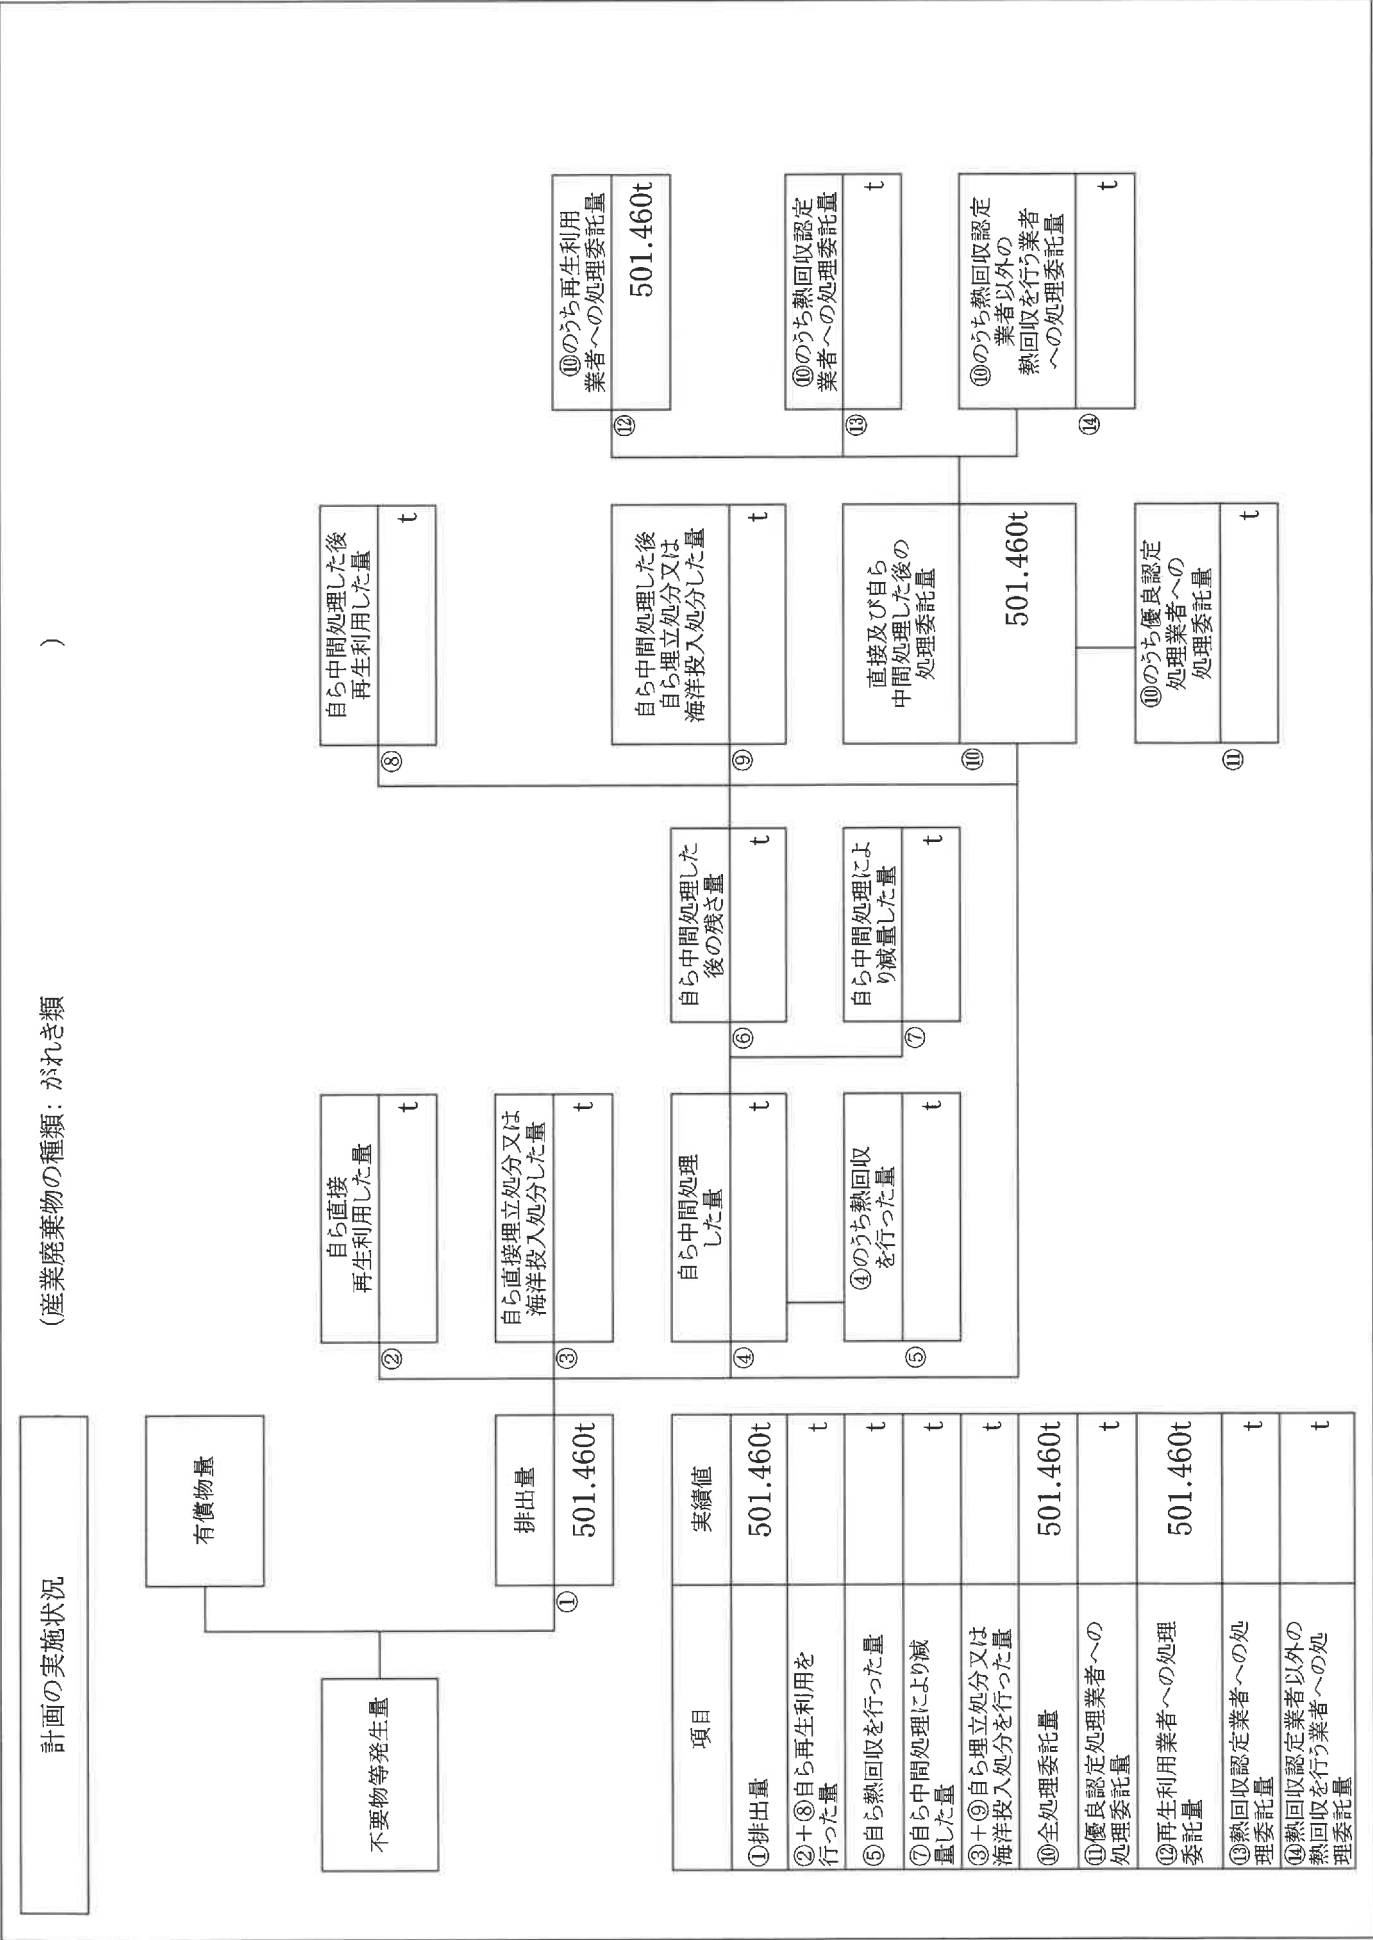 計画の実施状況
(産業廃棄物の種類：がれき類
)
不要物等発生量
有償物量
①
排出量
501.460t
②
自ら直接
再生利用した量
t
③
自ら直接埋立処分又は
海洋投入処分した量
t
④
自ら中間処理
した量
t
⑤
④のうち熱回収
を行った量
t
⑥
自ら中間処理した
後の残さ量
t
⑦
自ら中間処理によ
り減量した量
t
⑧
自ら中間処理した後
再生利用した量
t
⑨
自ら中間処理した後
自ら埋立処分又は
海洋投入処分した量
t
⑩
直接及び自ら
中間処理した後の
処理委託量
501.460t
⑪
⑩のうち優良認定
処理業者への
処理委託量
t
⑫
⑩のうち再生利用
業者への処理委託量
501.460t
⑬
⑩のうち熱回収認定
業者への処理委託量
t
⑭
⑩のうち熱回収認定
業者以外の
熱回収を行う業者
への処理委託量
t
項目
実績値
①排出量
501.460t
②＋⑧自ら再生利用を
行った量
t
⑤自ら熱回収を行った量
t
⑦自ら中間処理により減
量した量
t
③＋⑨自ら埋立処分又は
海洋投入処分を行った量
t
⑩全処理委託量
501.460t
⑪優良認定処理業者への
処理委託量
t
⑫再生利用業者への処理
委託量
501.460t
⑬熱回収認定業者への処
理委託量
t
⑭熱回収認定業者以外の
熱回収を行う業者への処
理委託量
t